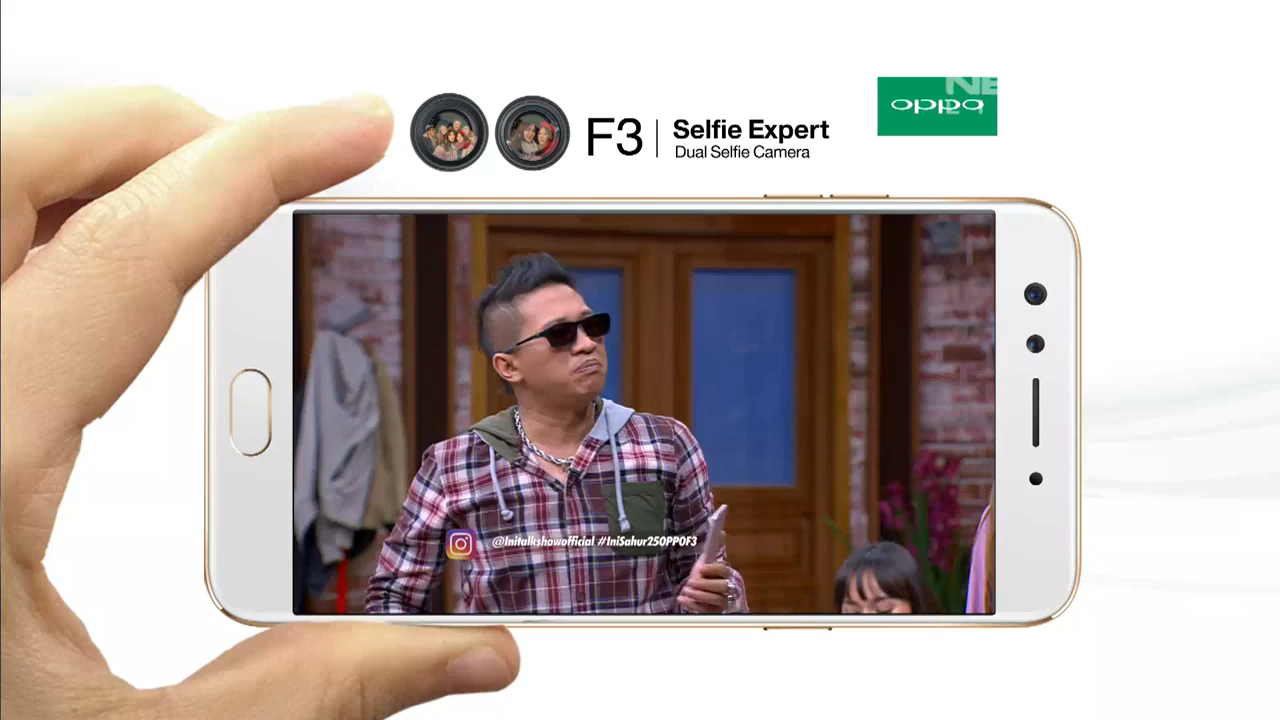 F3
Selfie Expert
Dual Selfie Camera
oppo
@Initalkshowofficial #IniSahur25OPPOF3